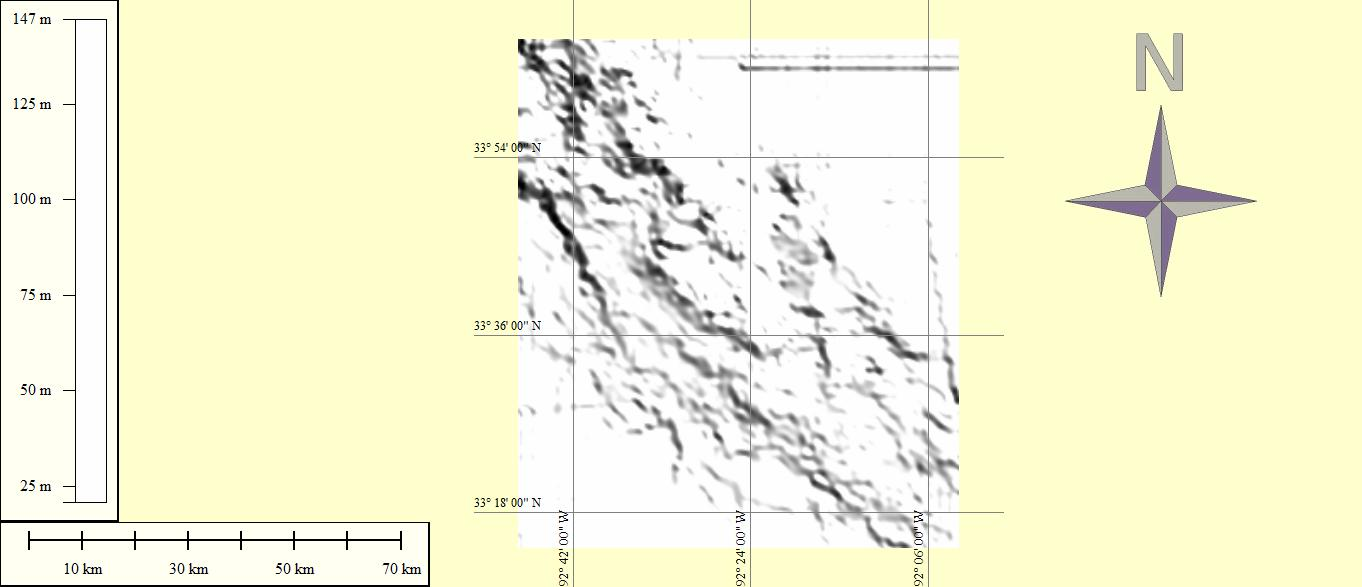 147 m
125 m
100 m
75 m
50 m
25 m
10 km
30 km
50 km
70 km
N
33° 54' 00" N
33° 36' 00" N
33° 18' 00" N
92° 42' 00" W
92° 24' 00" W
92° 06' 00" W